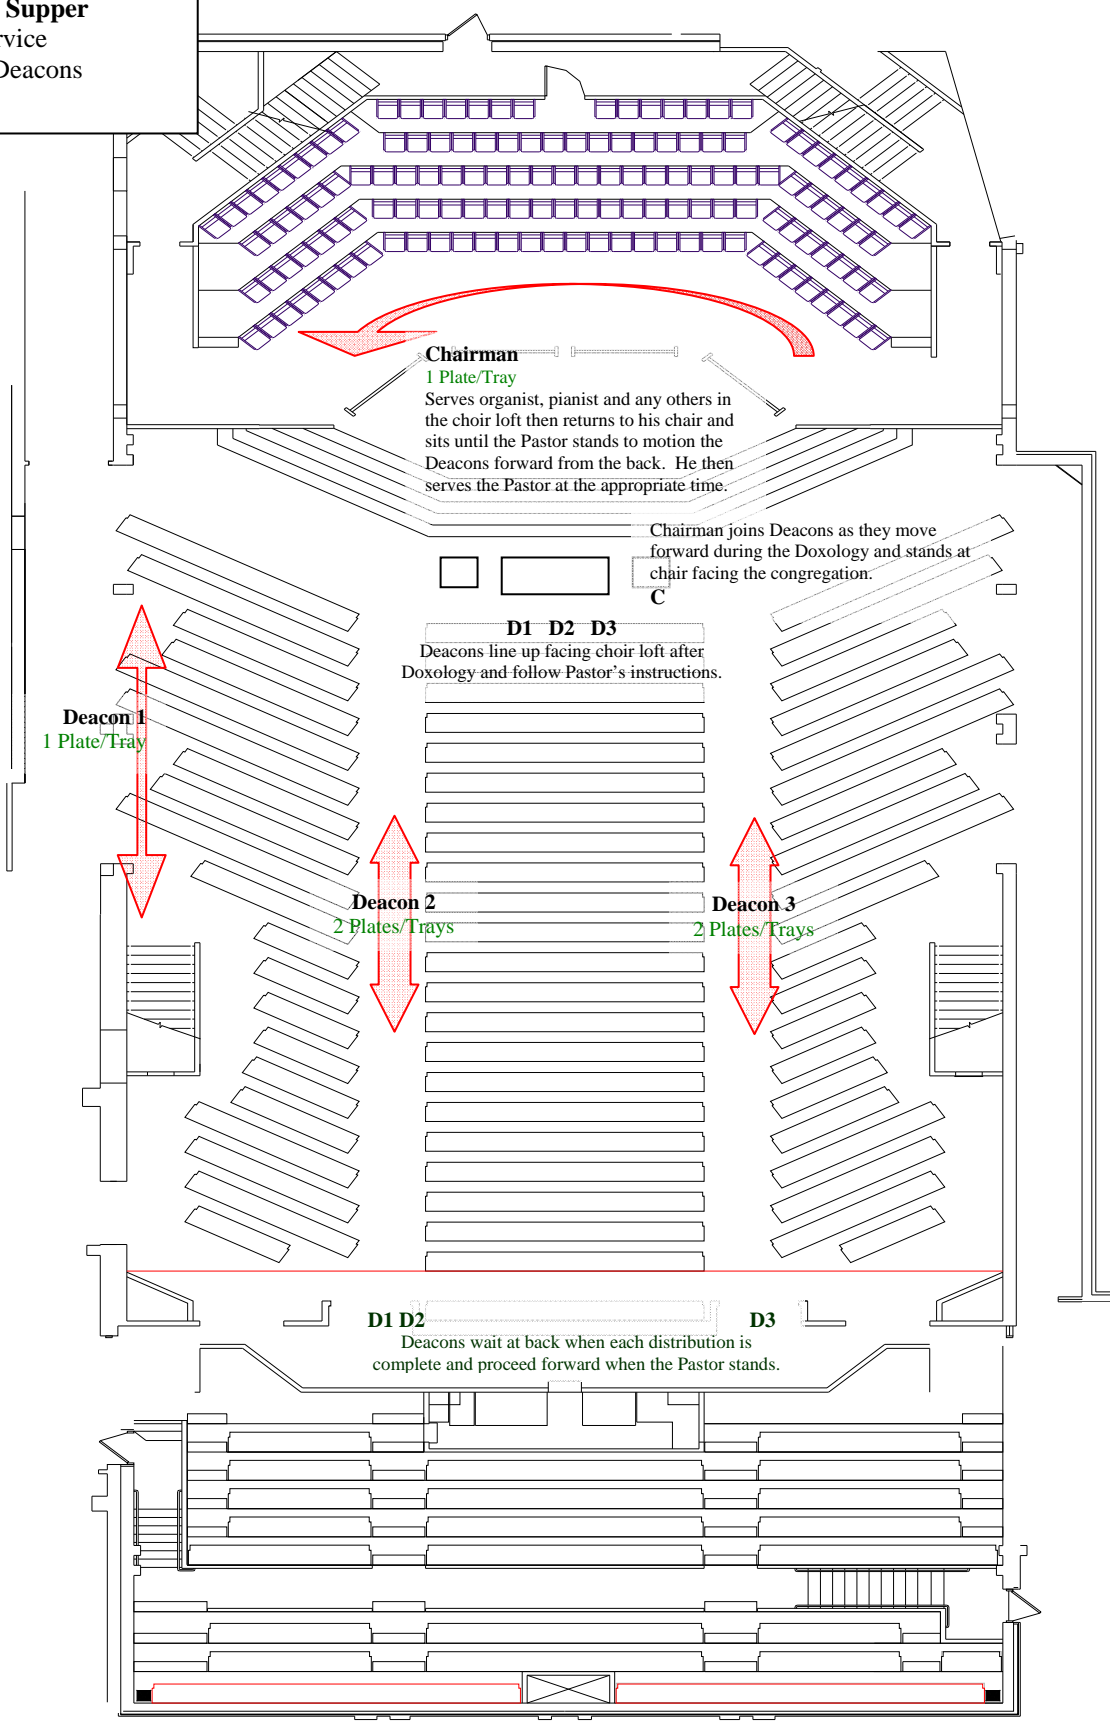 Supper
rvice
Deacons
Chairman
1 Plate/Tray
Serves organist, pianist and any others in
the choir loft then returns to his chair and
sits until the Pastor stands to motion the
Deacons forward from the back. He then
serves the Pastor at the appropriate time.
Chairman joins Deacons as they move
forward during the Doxology and stands at
chair facing the congregation.
C
D1 D2 D3
Deacons line up facing choir loft after
Doxology and follow Pastor's instructions.
Deacon 1
1 Plate/Tray
Deacon 2
2 Plates/Trays
Deacon 3
2 Plates/Trays
D1 D2
D3
Deacons wait at back when each distribution is
complete and proceed forward when the Pastor stands.